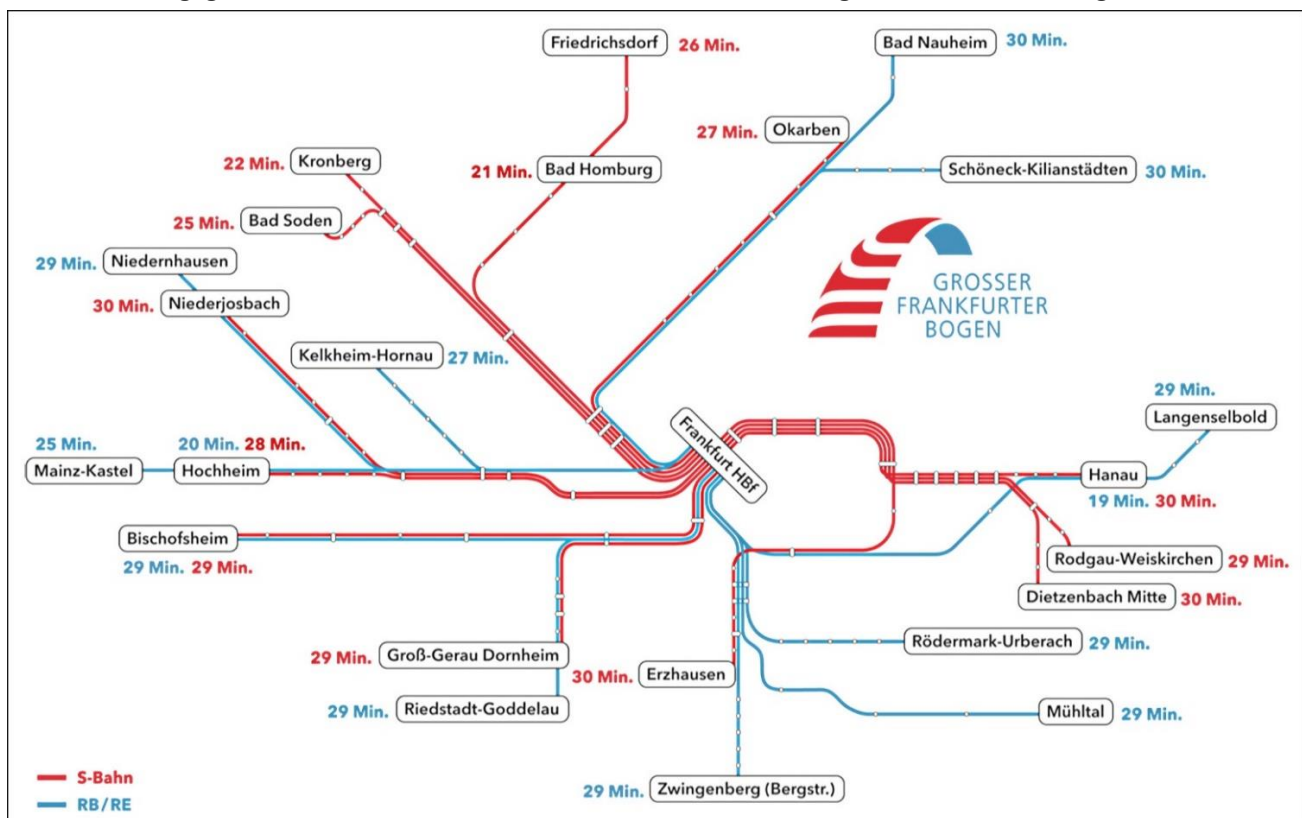 Friedrichsdorf 26 Min.
Bad Nauheim 30 Min.
27 Min. Okarben
22 Min. Kronberg
21 Min. Bad Homburg
Schöneck-Kilianstädten 30 Min.
25 Min. Bad Soden
29 Min. Niedernhausen
30 Min. Niederjosbach
GROSSER
FRANKFURTER
BOGEN
Kelkheim-Hornau 27 Min.
29 Min.
Langenselbold
Frankfurt HBf
25 Min.
Mainz-Kastel
20 Min. 28 Min.
Hochheim
Hanau
19 Min. 30 Min.
Bischofsheim
29 Min. 29 Min.
Rodgau-Weiskirchen 29 Min.
Dietzenbach Mitte 30 Min.
Rödermark-Urberach 29 Min.
29 Min. Groß-Gerau Dornheim
30 Min. Erzhausen
29 Min. Riedstadt-Goddelau
Mühltal 29 Min.
29 Min. Zwingenberg (Bergstr.)
S-Bahn
RB/RE